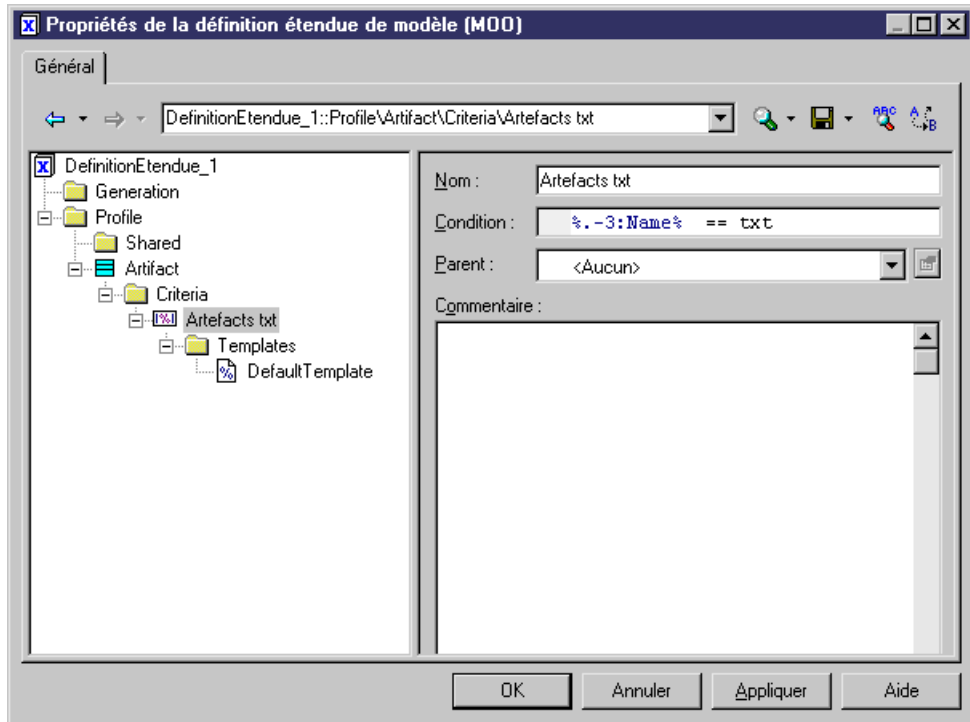 Propriétés de la définition étendue de modèle (MOO)
Général
DefinitionEtendue_1::Profile\Artifact\Criteria\Artefacts txt
DefinitionEtendue_1
Generation
Profile
Shared
Artifact
Criteria
Artefacts txt
Templates
DefaultTemplate
Nom :
Artefacts txt
Condition :
%.-3:Name% == txt
Parent :
<Aucun>
Commentaire :
OK
Annuler
Appliquer
Aide